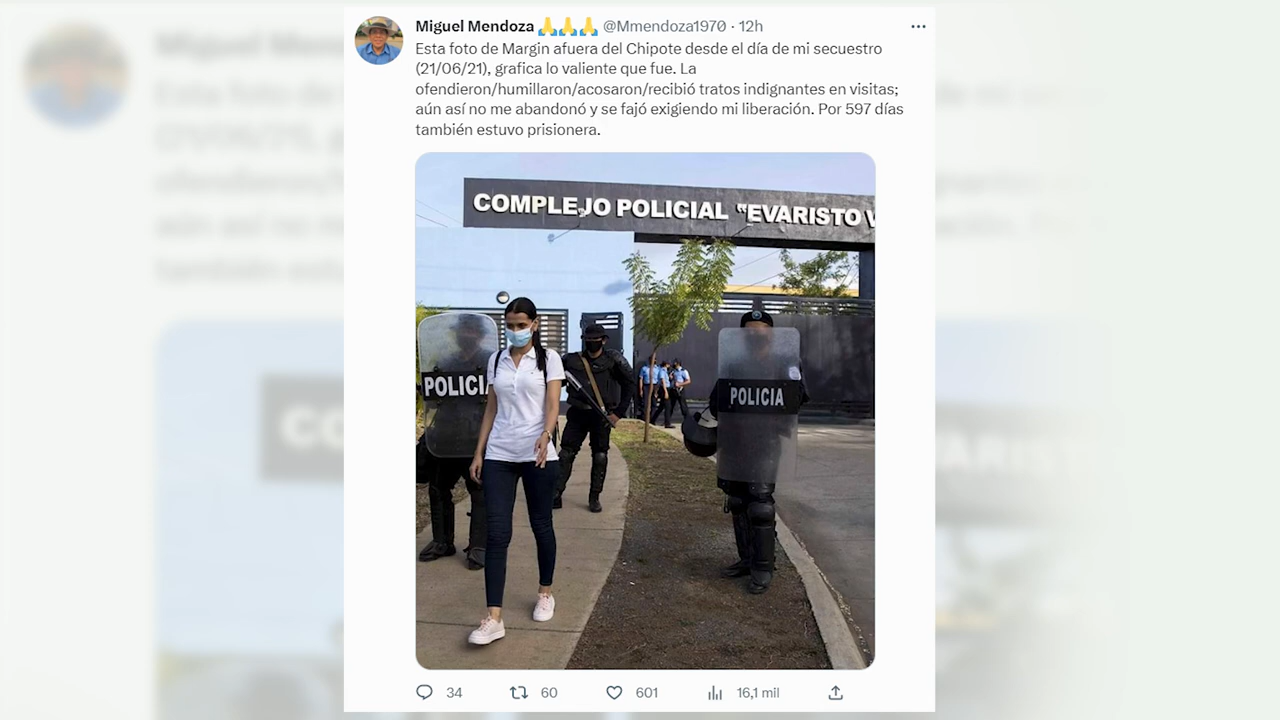 Miguel Mendoza 🙏🙏🙏 @Mmendoza1970 · 12h
Esta foto de Margin afuera del Chipote desde el día de mi secuestro
(21/06/21), grafica lo valiente que fue. La
ofendieron/humillaron/acosaron/recibió tratos indignantes en visitas;
aún así no me abandonó y se fajó exigiendo mi liberación. Por 597 días
también estuvo prisionera.
COMPLEJO POLICIAL "EVARISTO V
POLICIA
POLICIA
34 60 601 16,1 mil